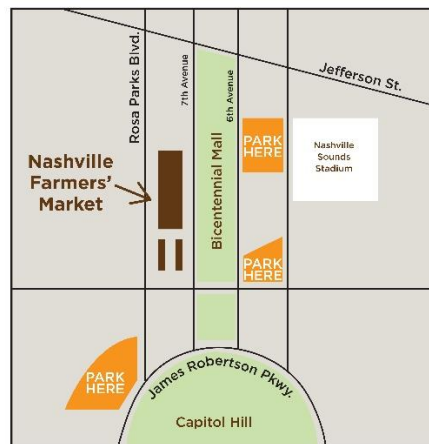 Jefferson St.
Rosa Parks Blvd.
7th Avenue
6th Avenue
Bicentennial Mall
PARK
HERE
Nashville
Sounds
Stadium
Nashville
Farmers'
Market
PARK
HERE
PARK
HERE
James Robertson Pkwy.
Capitol Hill